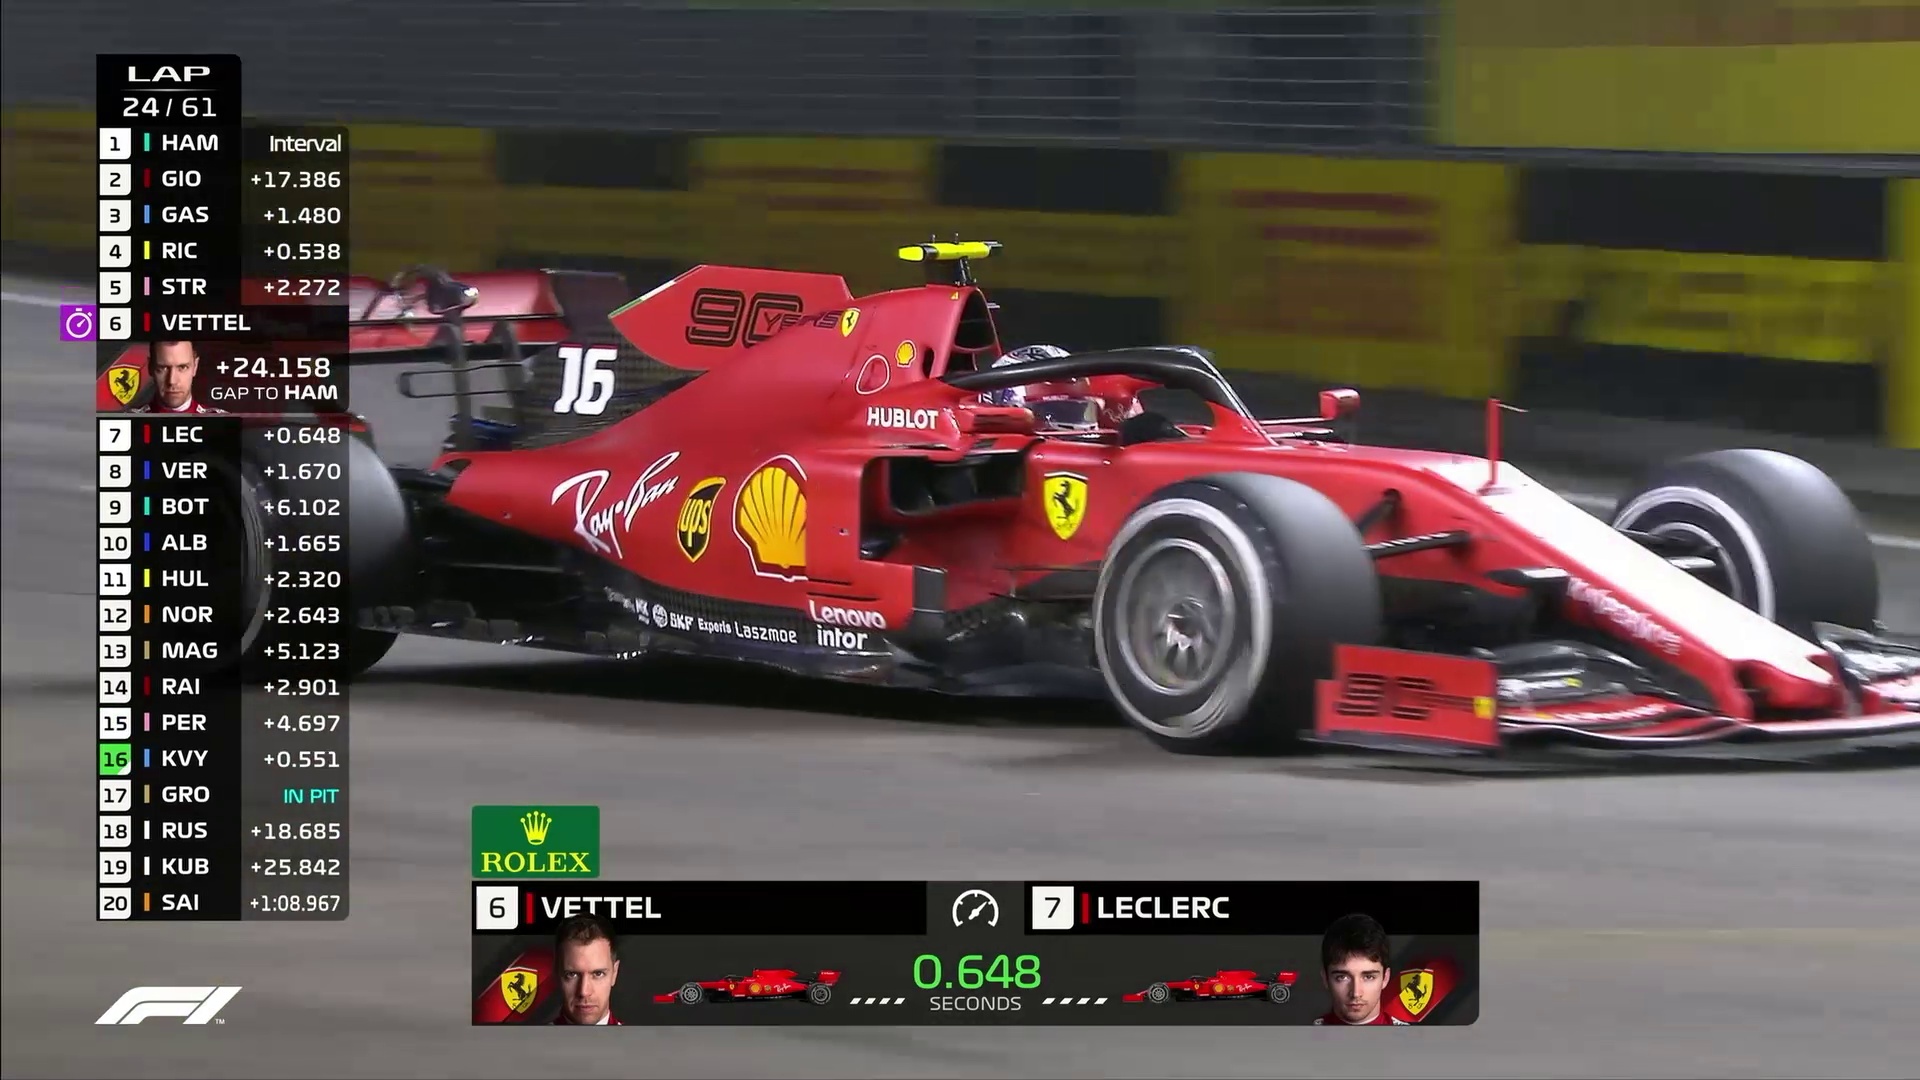 LAP
24 / 61
1 HAM Interval
2 GIO +17.386
3 GAS +1.480
4 RIC +0.538
5 STR +2.272
6 VETTEL
+24.158
GAP TO HAM
7 LEC +0.648
8 VER +1.670
9 BOT +6.102
10 ALB +1.665
11 HUL +2.320
12 NOR +2.643
13 MAG +5.123
14 RAI +2.901
15 PER +4.697
16 KVY +0.551
17 GRO IN PIT
18 RUS +18.685
19 KUB +25.842
20 SAI +1:08.967
90 YEARS
16
HUBLOT
Ray-Ban
ups
SKF Experis Laszmoe
Lenovo
infor
90
ROLEX
6 VETTEL
7 LECLERC
0.648
SECONDS
F1